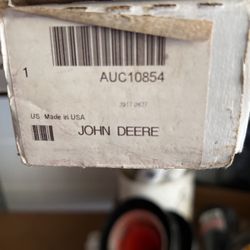 1
AUC10854
US Made in USA
JOHN DEERE